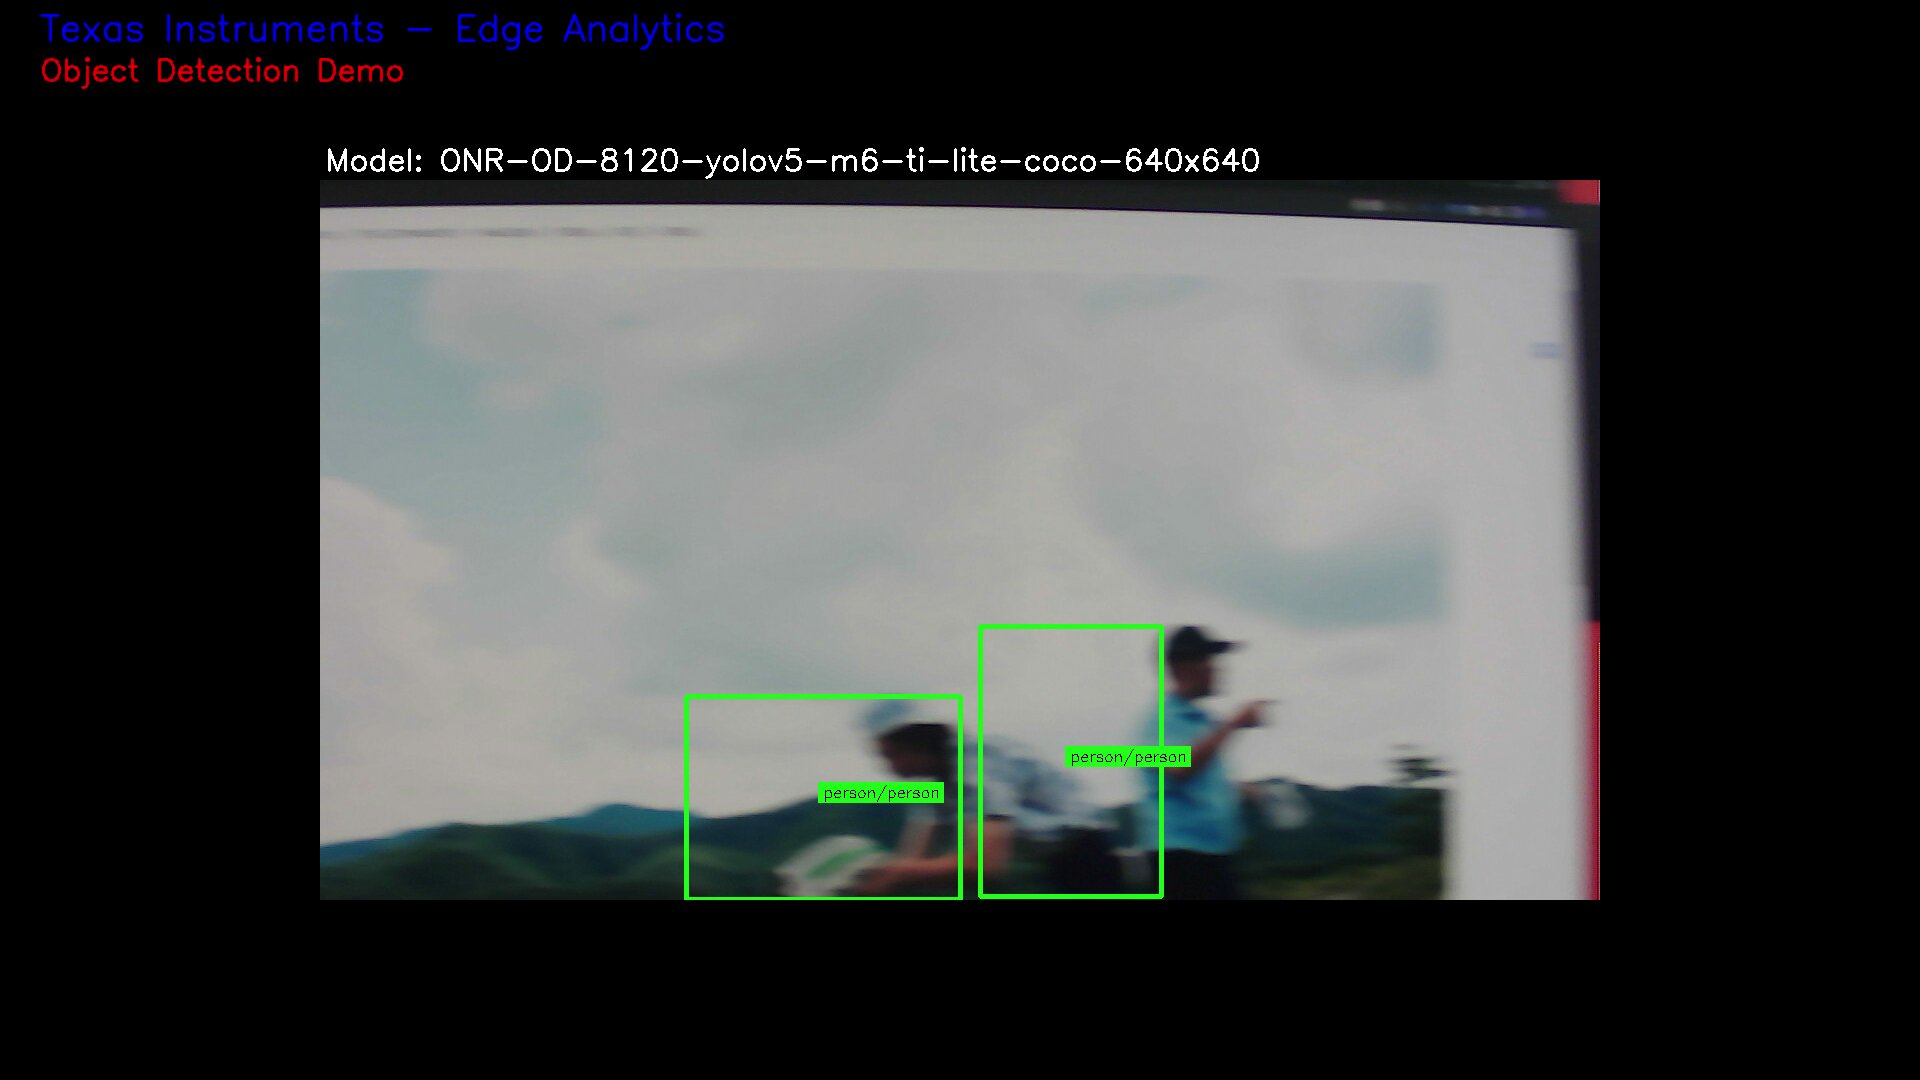 Texas Instruments - Edge Analytics
Object Detection Demo
Model: ONR-OD-8120-yolov5-m6-ti-lite-coco-640x640
person/person
person/person